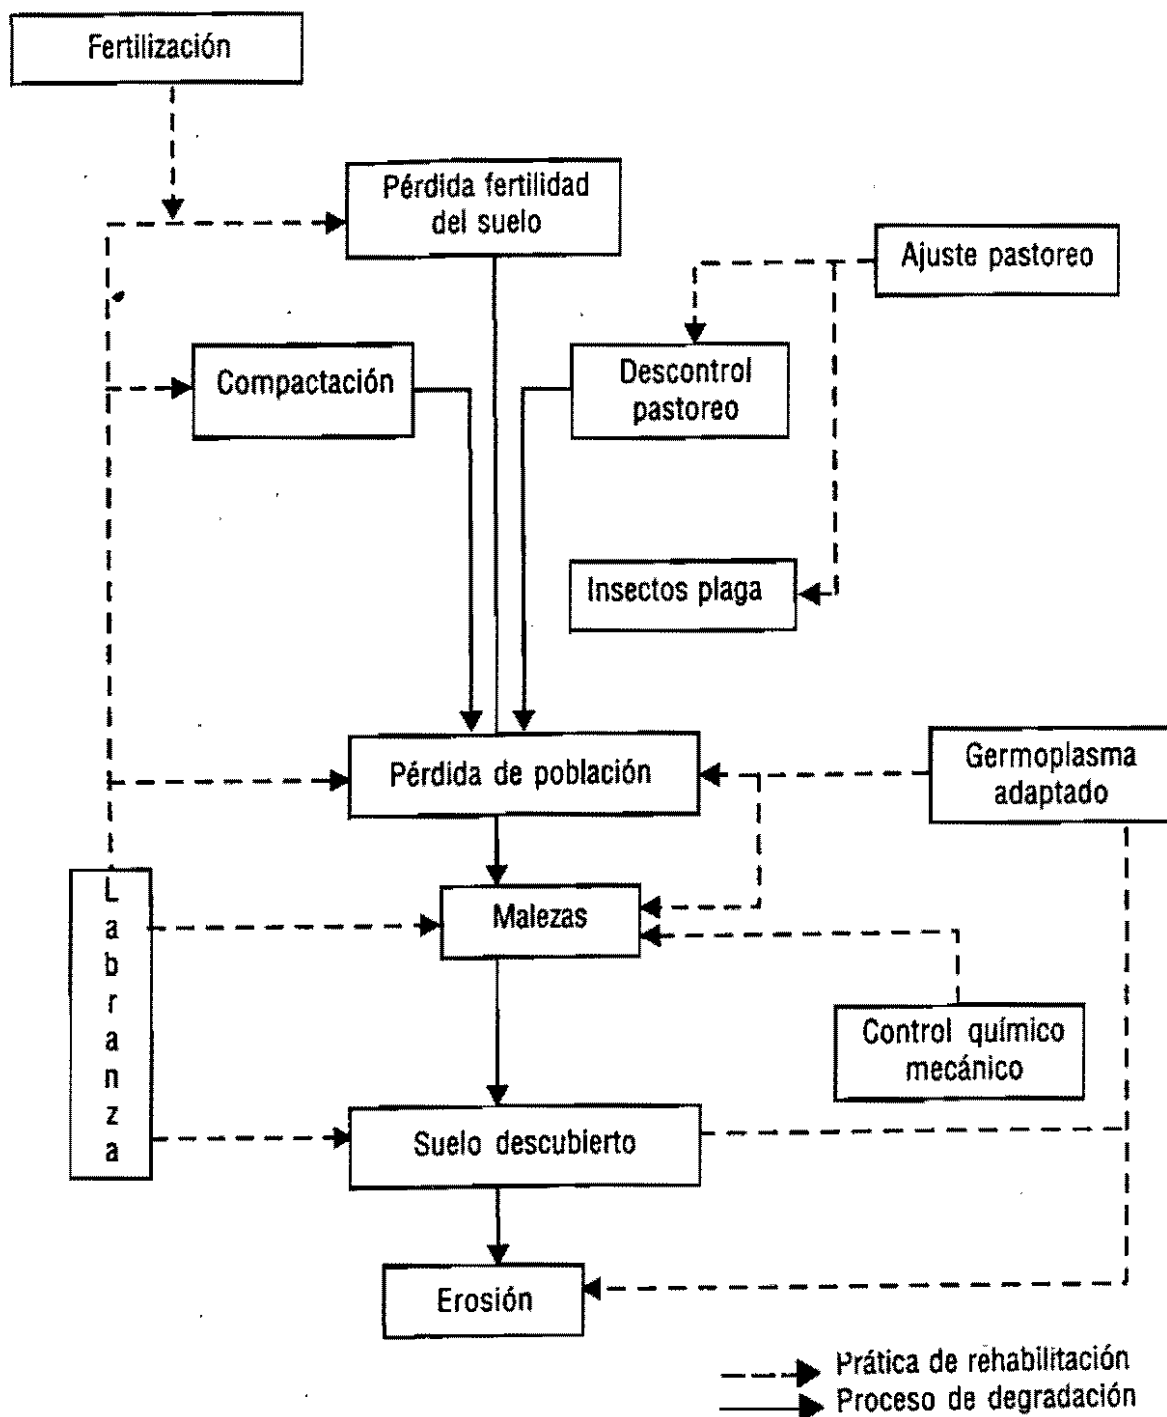 Fertilización
Pérdida fertilidad
del suelo
Ajuste pastoreo
Compactación
Descontrol
pastoreo
Insectos plaga
Pérdida de población
Germoplasma
adaptado
Labranza
Malezas
Control químico
mecánico
Suelo descubierto
Erosión
Prática de rehabilitación
Proceso de degradación